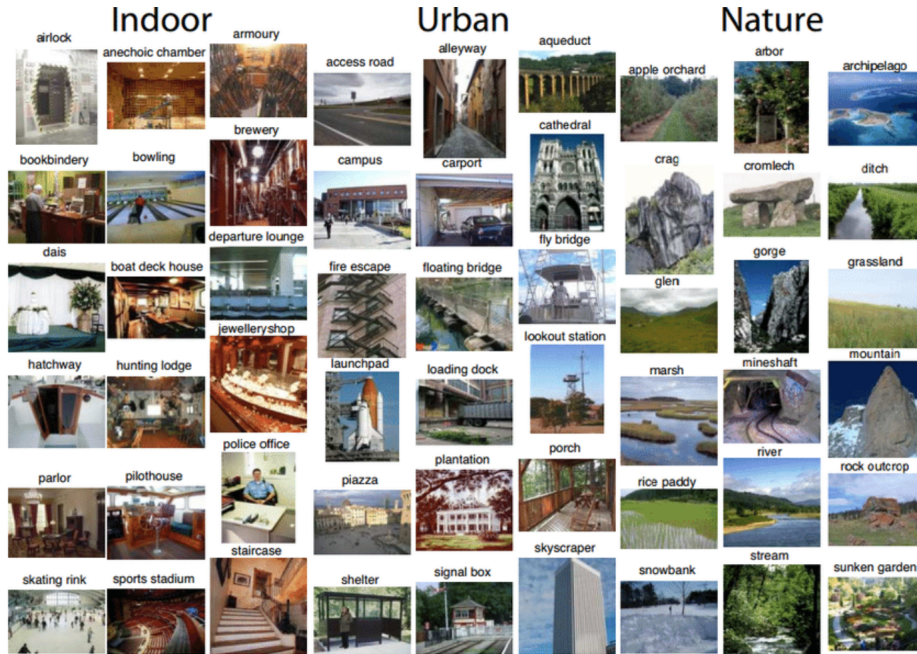 Indoor
Urban
Nature
airlock
anechoic chamber
armoury
bookbindery
bowling
brewery
dais
boat deck house
departure lounge
hatchway
hunting lodge
jewelleryshop
parlor
pilothouse
police office
skating rink
sports stadium
staircase
access road
alleyway
aqueduct
campus
carport
cathedral
fire escape
floating bridge
fly bridge
launchpad
loading dock
lookout station
piazza
plantation
porch
shelter
signal box
skyscraper
apple orchard
arbor
archipelago
crag
cromlech
ditch
glen
gorge
grassland
marsh
mineshaft
mountain
rice paddy
river
rock outcrop
snowbank
stream
sunken garden